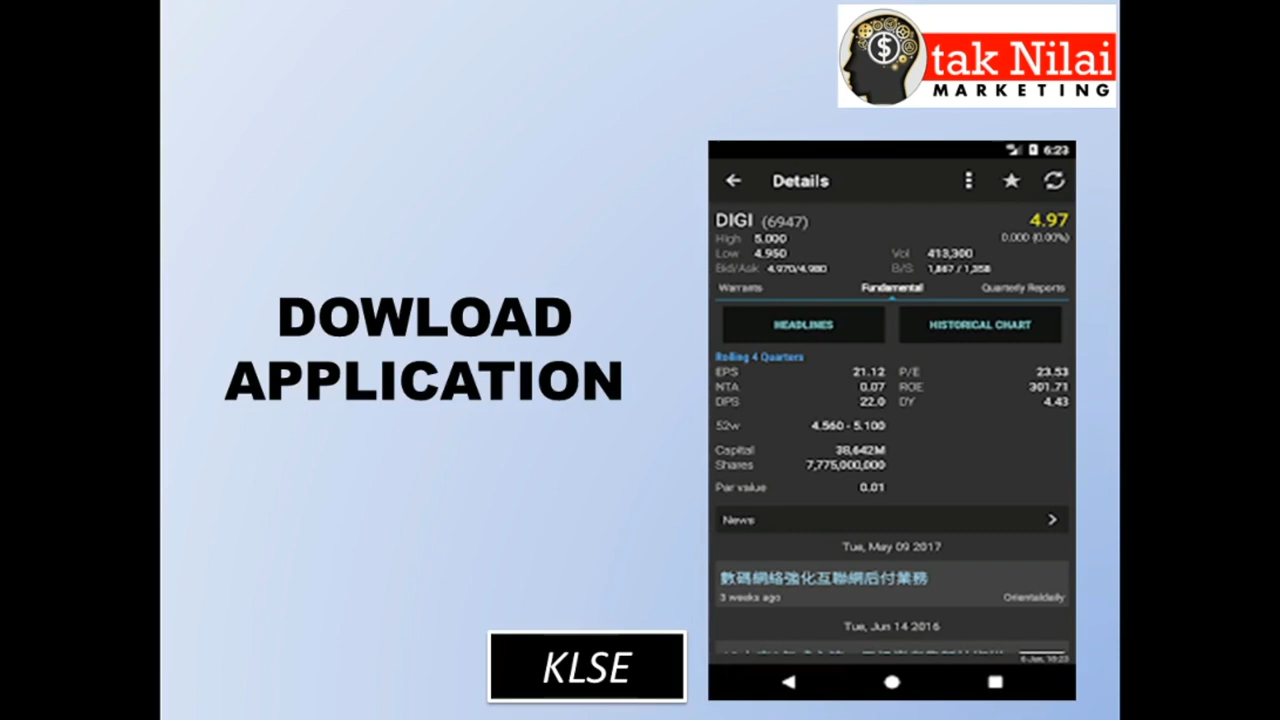 tak Nilai
MARKETING
DOWLOAD
APPLICATION
KLSE
6:23
Details
DIGI (6947)
4.97
High 5.000
0.000 (0.00%)
Low 4.950
Vol 413,300
Bid/Ask 4.970/4.980
B/S 1,867 / 1,358
Warrants Fundamental Quarterly Reports
HEADLINES HISTORICAL CHART
Rolling 4 Quarters
EPS 21.12 P/E 23.53
NTA 0.07 ROE 301.71
DPS 22.0 DY 4.43
52w 4.560 - 5.100
Capital 38,642M
Shares 7,775,000,000
Par value 0.01
News
Tue, May 09 2017
數碼網絡強化互聯網后付業務
3 weeks ago Orientaldaily
Tue, Jun 14 2016